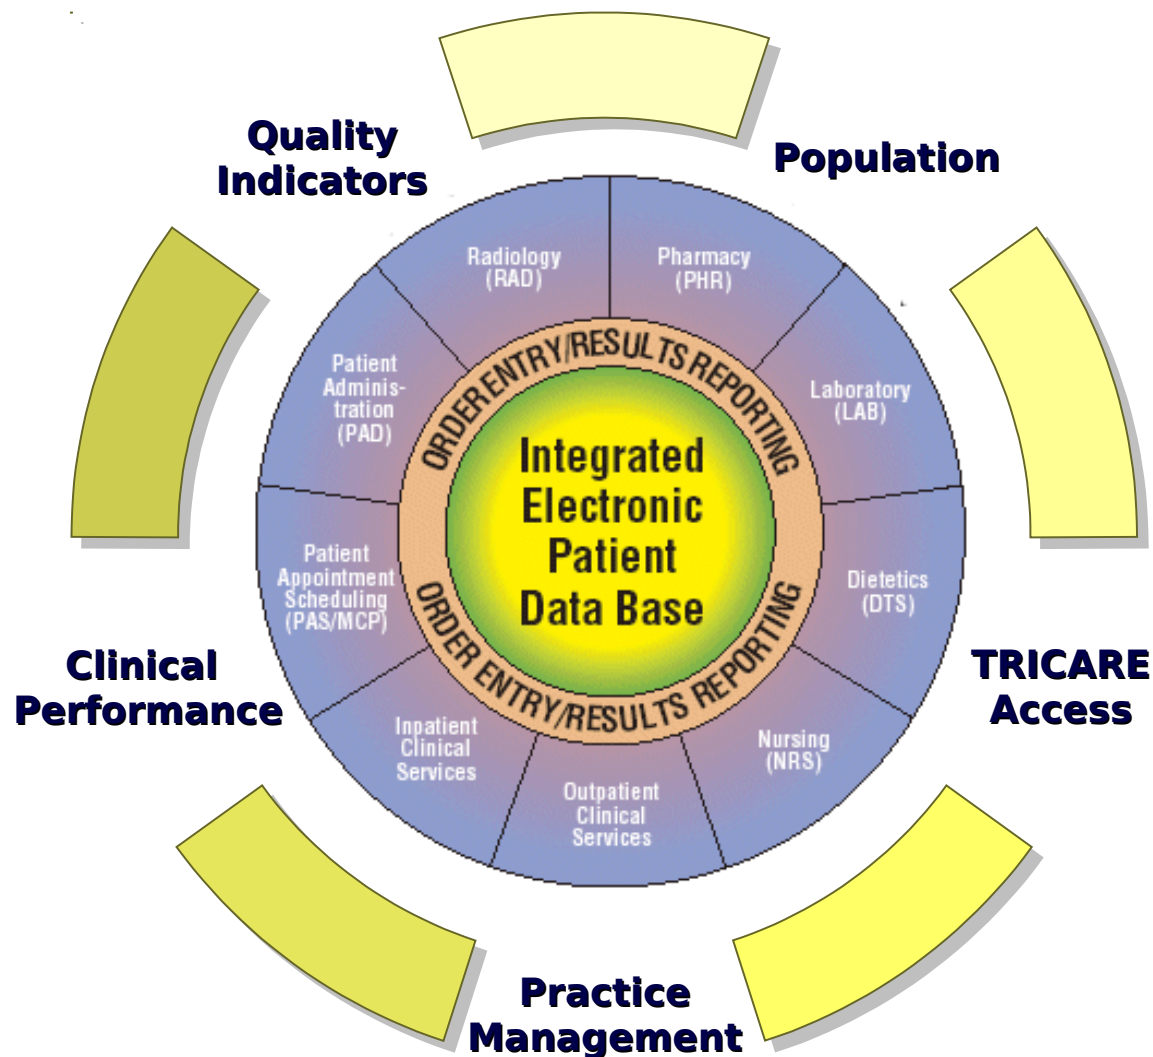 Quality
Indicators
Population
Radiology
(RAD)
Pharmacy
(PHR)
Patient
Adminis-
tration
(PAD)
Laboratory
(LAB)
ORDER ENTRY/RESULTS REPORTING
Integrated
Electronic
Patient
Data Base
ORDER ENTRY/RESULTS REPORTING
Patient
Appointment
Scheduling
(PAS/MCP)
Dietetics
(DTS)
Clinical
Performance
TRICARE
Access
Inpatient
Clinical
Services
Nursing
(NRS)
Outpatient
Clinical
Services
Practice
Management